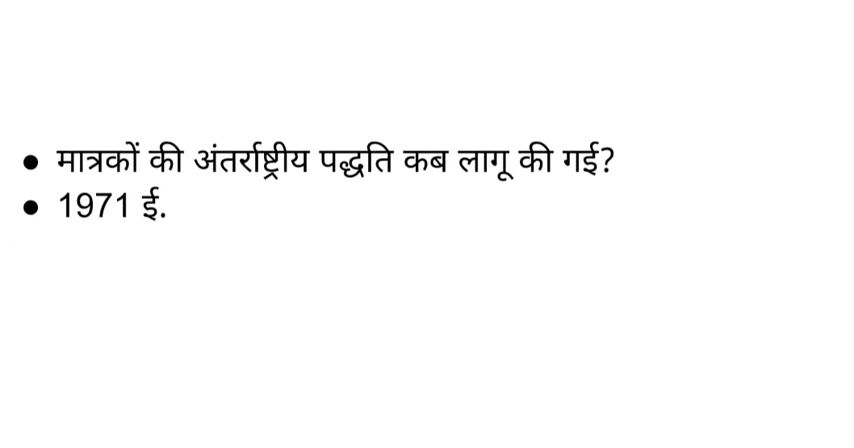 ● मात्रकों की अंतर्राष्ट्रीय पद्धति कब लागू की गई?
● 1971 ई.